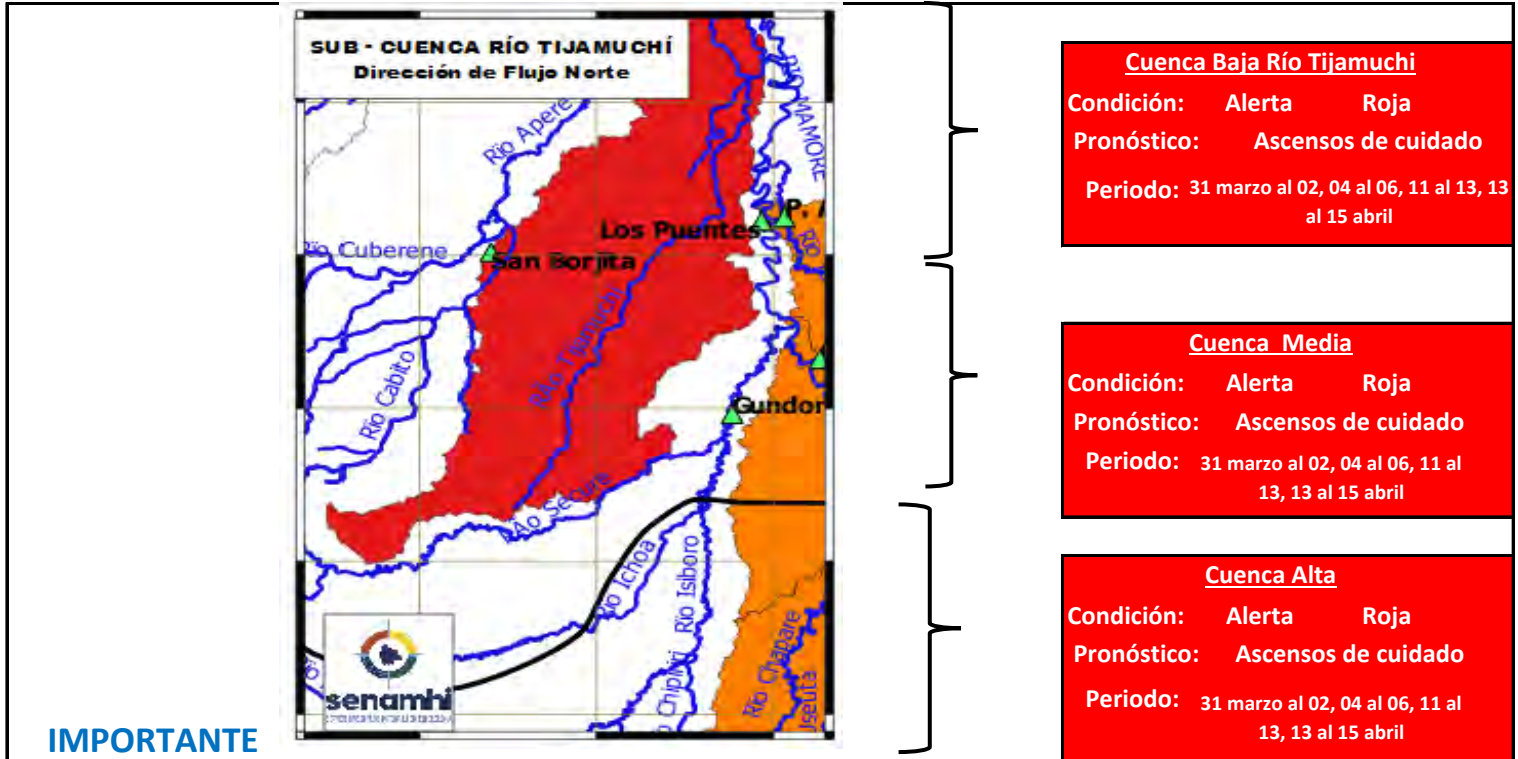 SUB - CUENCA RÍO TIJAMUCHÍ
Dirección de Flujo Norte
Río Apere
RIO MAMORE
P.
Los Puentes
Río
Río Cuberene
San Borjita
RÃo Tijamuchi
Río Cabito
Gundor
RÃo Sécure
Río Ichoa
Río Isiboro
Río Chipiri
Río Chapare
senamhi
IMPORTANTE
Cuenca Baja Río Tijamuchi
Condición: Alerta Roja
Pronóstico: Ascensos de cuidado
Periodo: 31 marzo al 02, 04 al 06, 11 al 13, 13
al 15 abril
Cuenca Media
Condición: Alerta Roja
Pronóstico: Ascensos de cuidado
Periodo: 31 marzo al 02, 04 al 06, 11 al
13, 13 al 15 abril
Cuenca Alta
Condición: Alerta Roja
Pronóstico: Ascensos de cuidado
Periodo: 31 marzo al 02, 04 al 06, 11 al
13, 13 al 15 abril